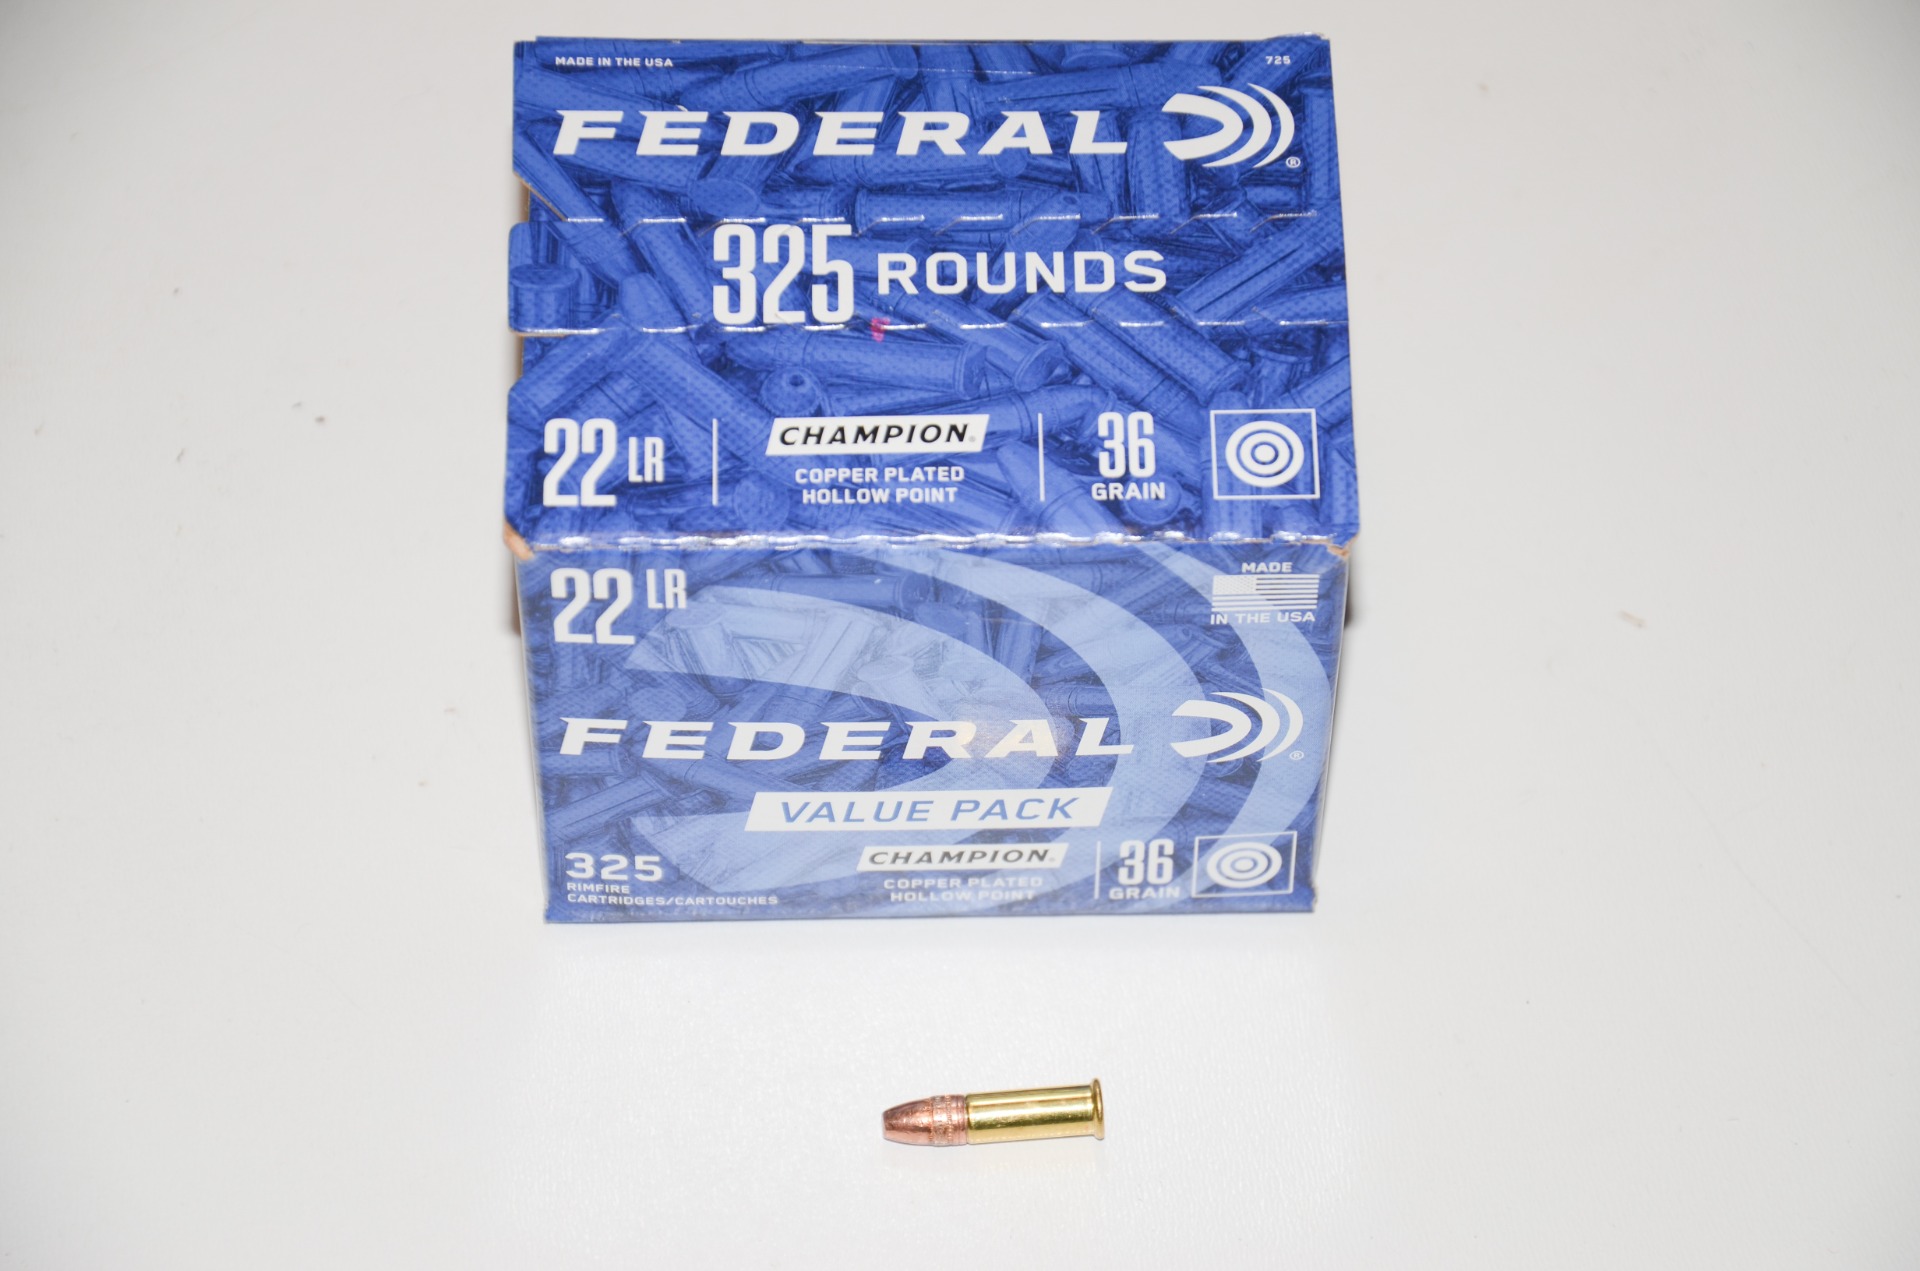 MADE IN THE USA 725
FEDERAL ®
325 ROUNDS
22 LR CHAMPION® 36
COPPER PLATED
HOLLOW POINT GRAIN
22 LR MADE
IN THE USA
FEDERAL ®
VALUE PACK
325 CHAMPION® 36
RIMFIRE COPPER PLATED
CARTRIDGES/CARTOUCHES HOLLOW POINT GRAIN